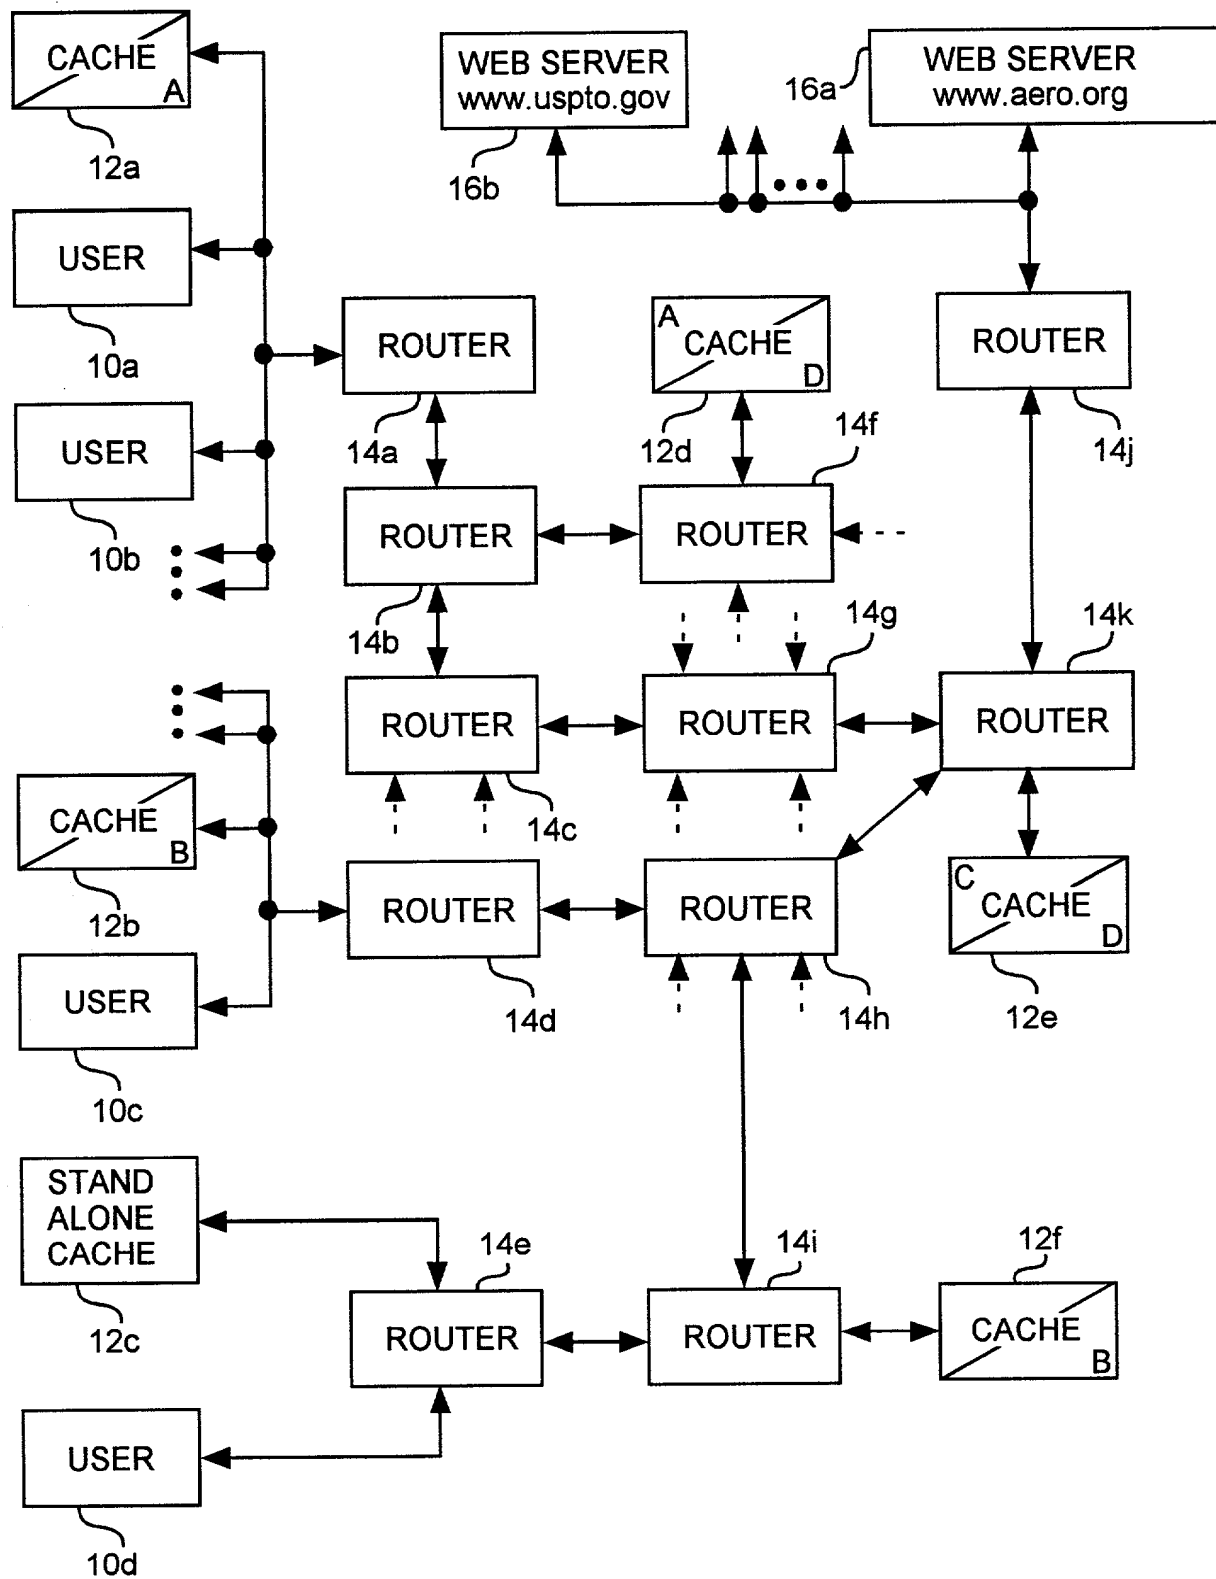 CACHE
A
12a
WEB SERVER
www.uspto.gov
16b
16a
WEB SERVER
www.aero.org
USER
10a
ROUTER
14a
A
CACHE
D
12d
ROUTER
14j
USER
10b
ROUTER
14b
14f
ROUTER
14g
14k
ROUTER
14c
ROUTER
ROUTER
CACHE
B
12b
ROUTER
14d
ROUTER
14h
C
CACHE
D
12e
USER
10c
STAND
ALONE
CACHE
12c
14e
ROUTER
14i
ROUTER
12f
CACHE
B
USER
10d